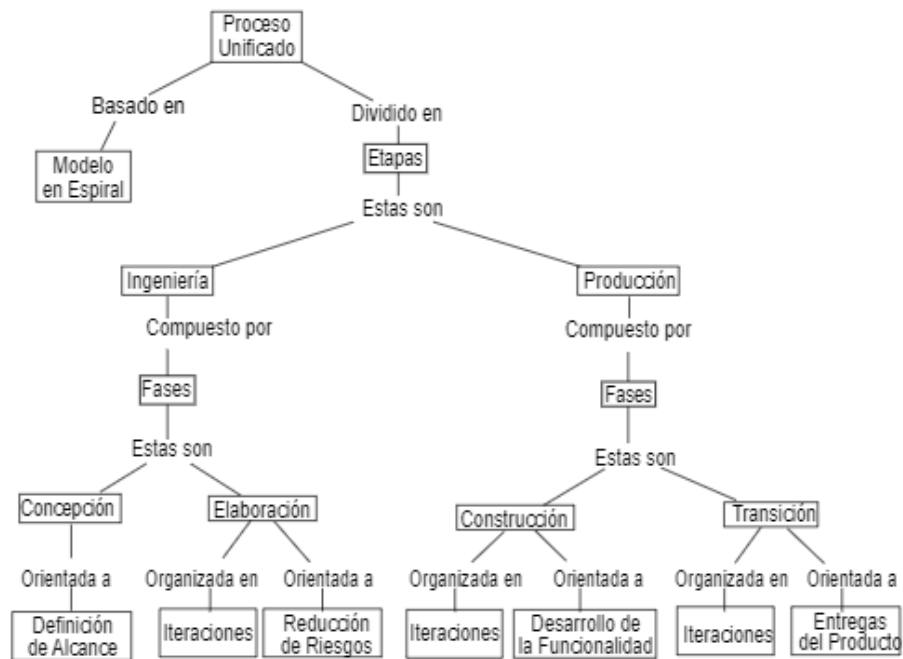 Proceso
Unificado
Basado en
Dividido en
Modelo
en Espiral
Etapas
Estas son
Ingeniería
Producción
Compuesto por
Compuesto por
Fases
Fases
Estas son
Estas son
Concepción
Elaboración
Construcción
Transición
Orientada a
Organizada en
Orientada a
Organizada en
Orientada a
Organizada en
Orientada a
Definición
de Alcance
Iteraciones
Reducción
de Riesgos
Iteraciones
Desarrollo de
la Funcionalidad
Iteraciones
Entregas
del Producto